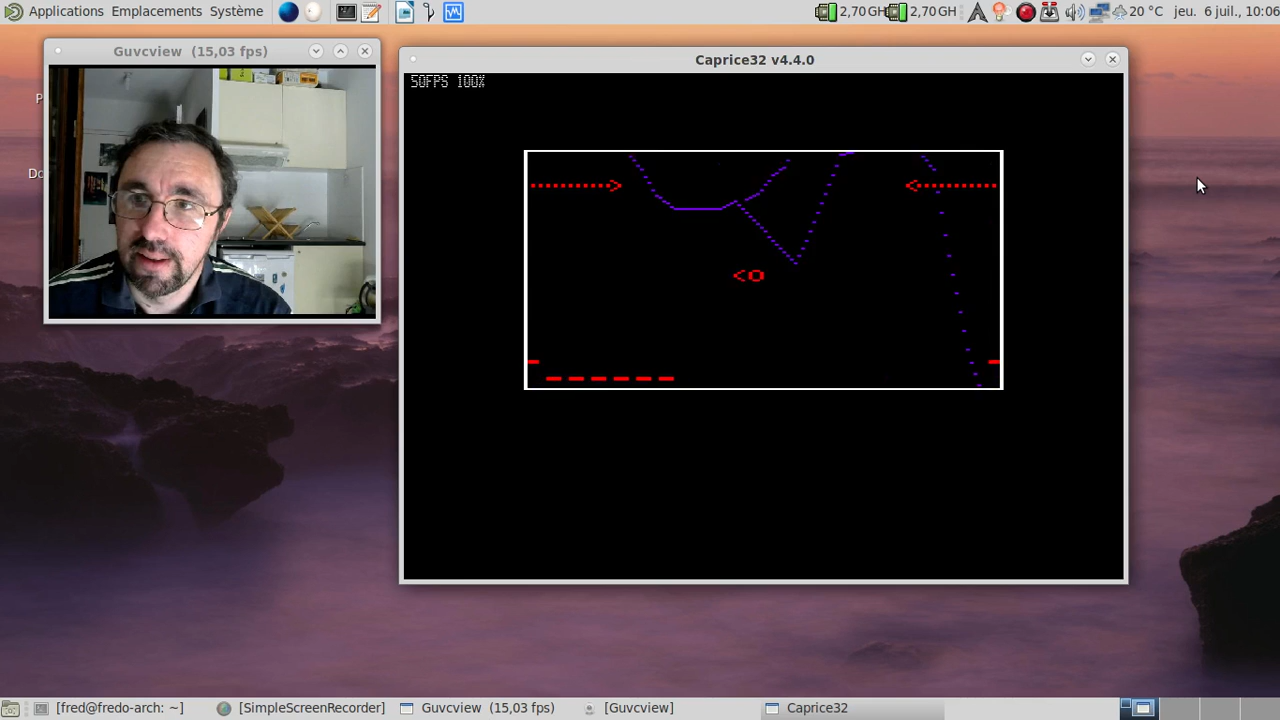 Applications Emplacements Système 2,70 GH 2,70 GH 20 °C jeu. 6 juil., 10:06
Guvcview (15,03 fps)
Caprice32 v4.4.0
50FPS 100%
[fred@fredo-arch: ~] [SimpleScreenRecorder] Guvcview (15,03 fps) [Guvcview] Caprice32